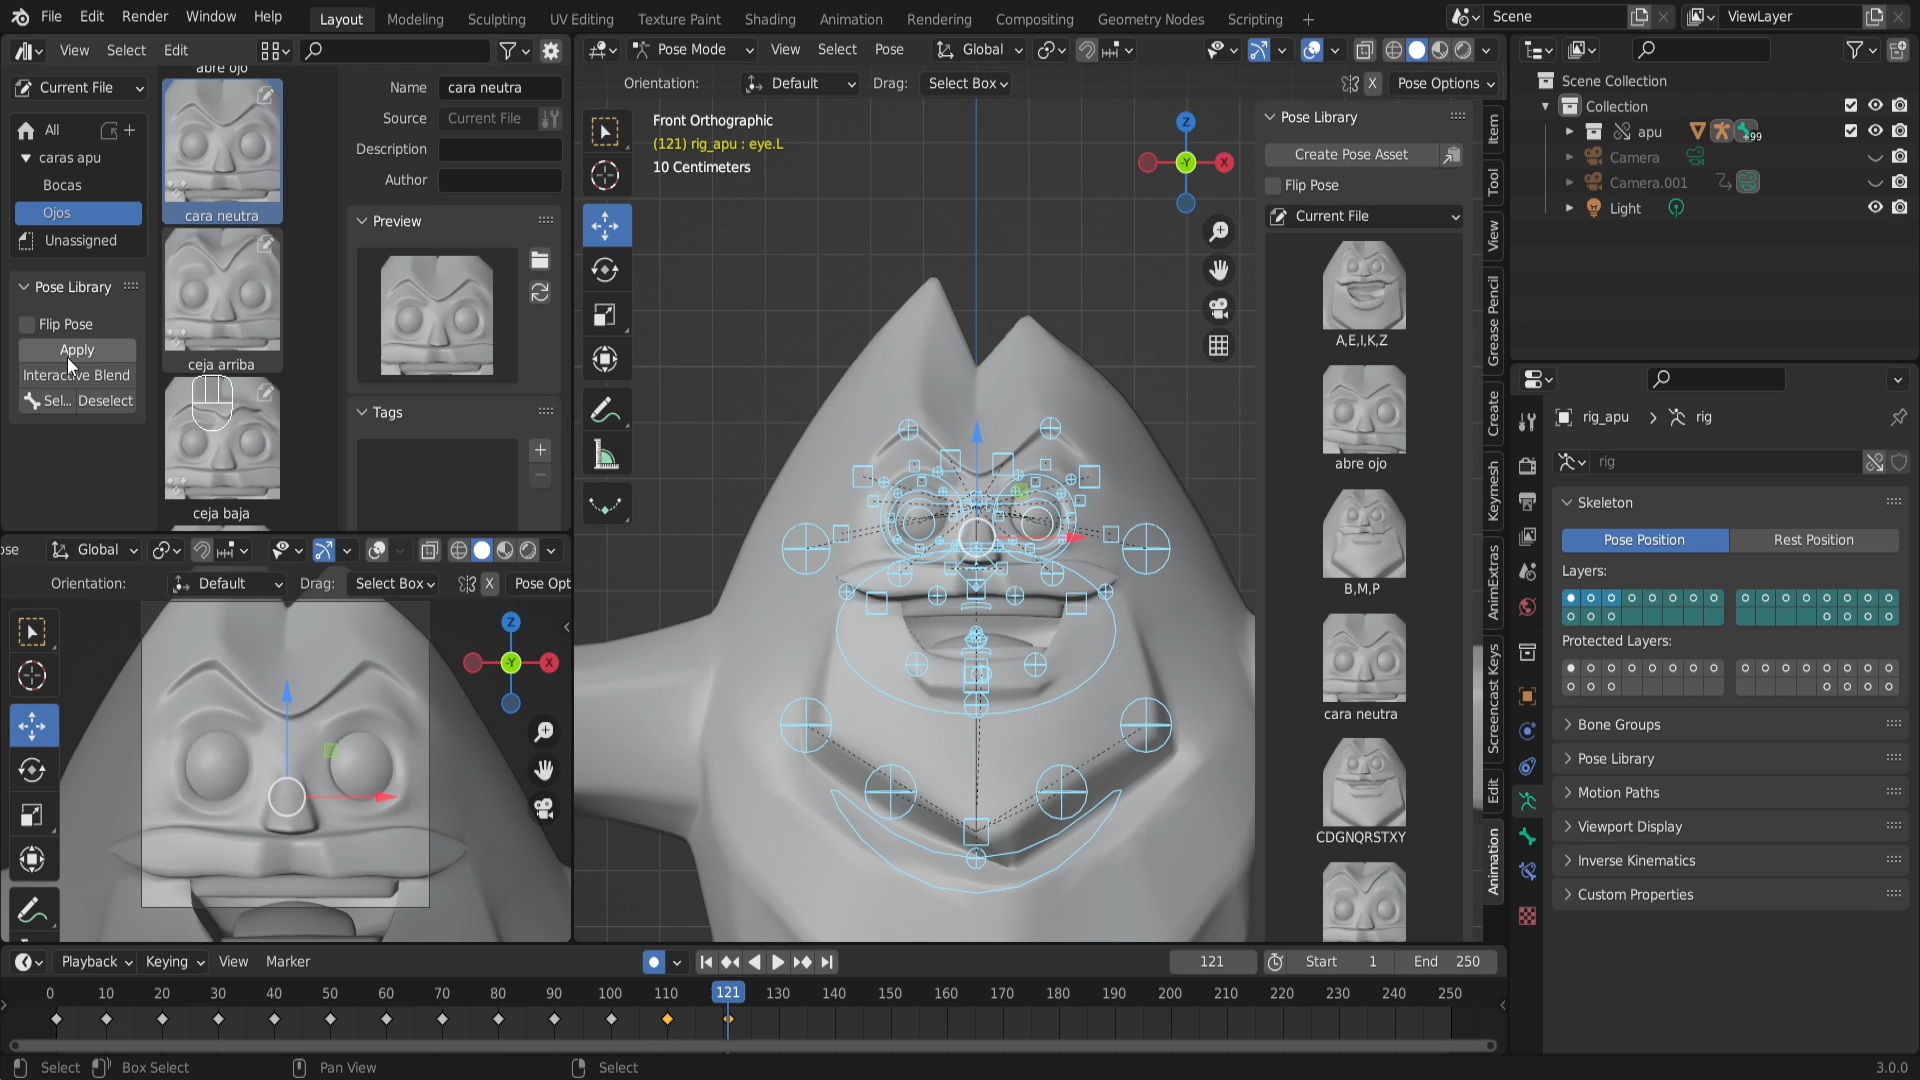 File Edit Render Window Help
Layout Modeling Sculpting UV Editing Texture Paint Shading Animation Rendering Compositing Geometry Nodes Scripting +
Scene
ViewLayer
View Select Edit
Pose Mode View Select Pose Global
Current File
abre ojo
Name cara neutra
Source Current File
Description
Author
Orientation: Default Drag: Select Box
X Pose Options
All
caras apu
Bocas
Ojos
Unassigned
cara neutra
ceja arriba
ceja baja
Pose Library
Flip Pose
Apply
Interactive Blend
Sel... Deselect
Preview
Tags
Front Orthographic
(121) rig_apu : eye.L
10 Centimeters
Z
-Y
X
Pose Library
Create Pose Asset
Flip Pose
Current File
A,E,I,K,Z
abre ojo
B,M,P
cara neutra
CDGNQRSTXY
Item
Tool
View
Grease Pencil
Create
Keymesh
AnimExtras
Screencast Keys
Edit
Animation
Scene Collection
Collection
apu
99
Camera
Camera.001
Light
rig_apu > rig
rig
Skeleton
Pose Position Rest Position
Layers:
Protected Layers:
Bone Groups
Pose Library
Motion Paths
Viewport Display
Inverse Kinematics
Custom Properties
ose Global
Orientation: Default Drag: Select Box X Pose Opt
Z
-Y
X
Playback Keying View Marker
121 Start 1 End 250
0 10 20 30 40 50 60 70 80 90 100 110 121 130 140 150 160 170 180 190 200 210 220 230 240 250
Select Box Select Pan View Select
3.0.0